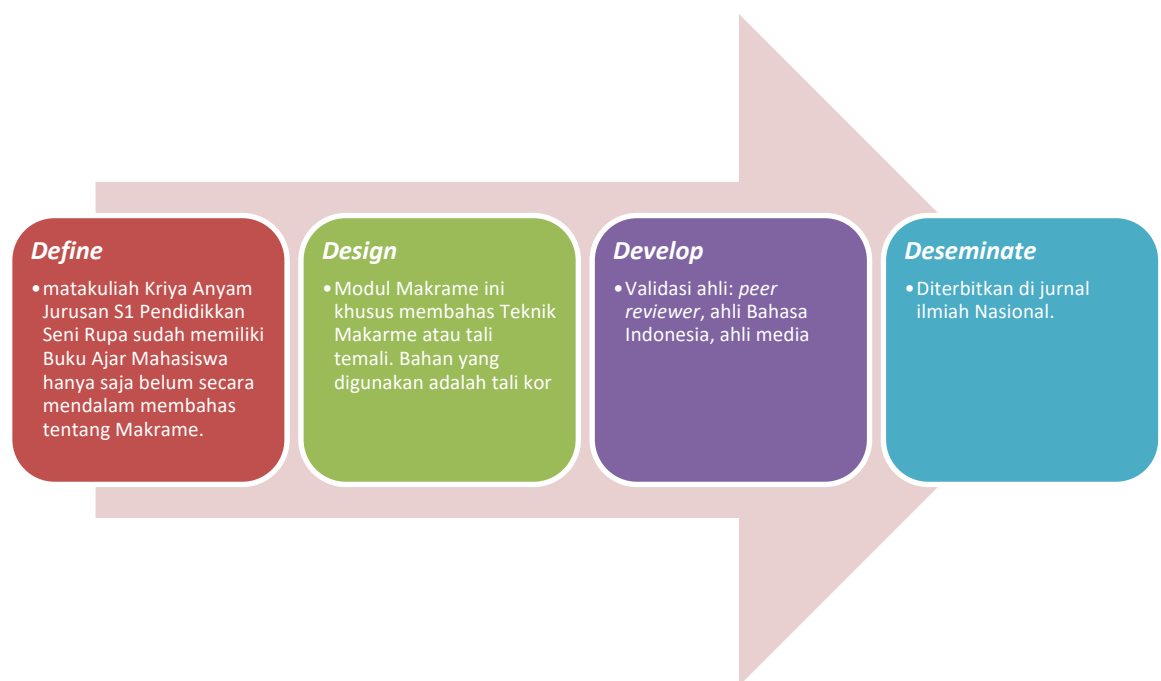 Define
•matakuliah Kriya Anyam
Jurusan S1 Pendidikkan
Seni Rupa sudah memiliki
Buku Ajar Mahasiswa
hanya saja belum secara
mendalam membahas
tentang Makrame.
Design
•Modul Makrame ini
khusus membahas Teknik
Makarme atau tali
temali. Bahan yang
digunakan adalah tali kor
Develop
•Validasi ahli: peer
reviewer, ahli Bahasa
Indonesia, ahli media
Deseminate
•Diterbitkan di jurnal
ilmiah Nasional.